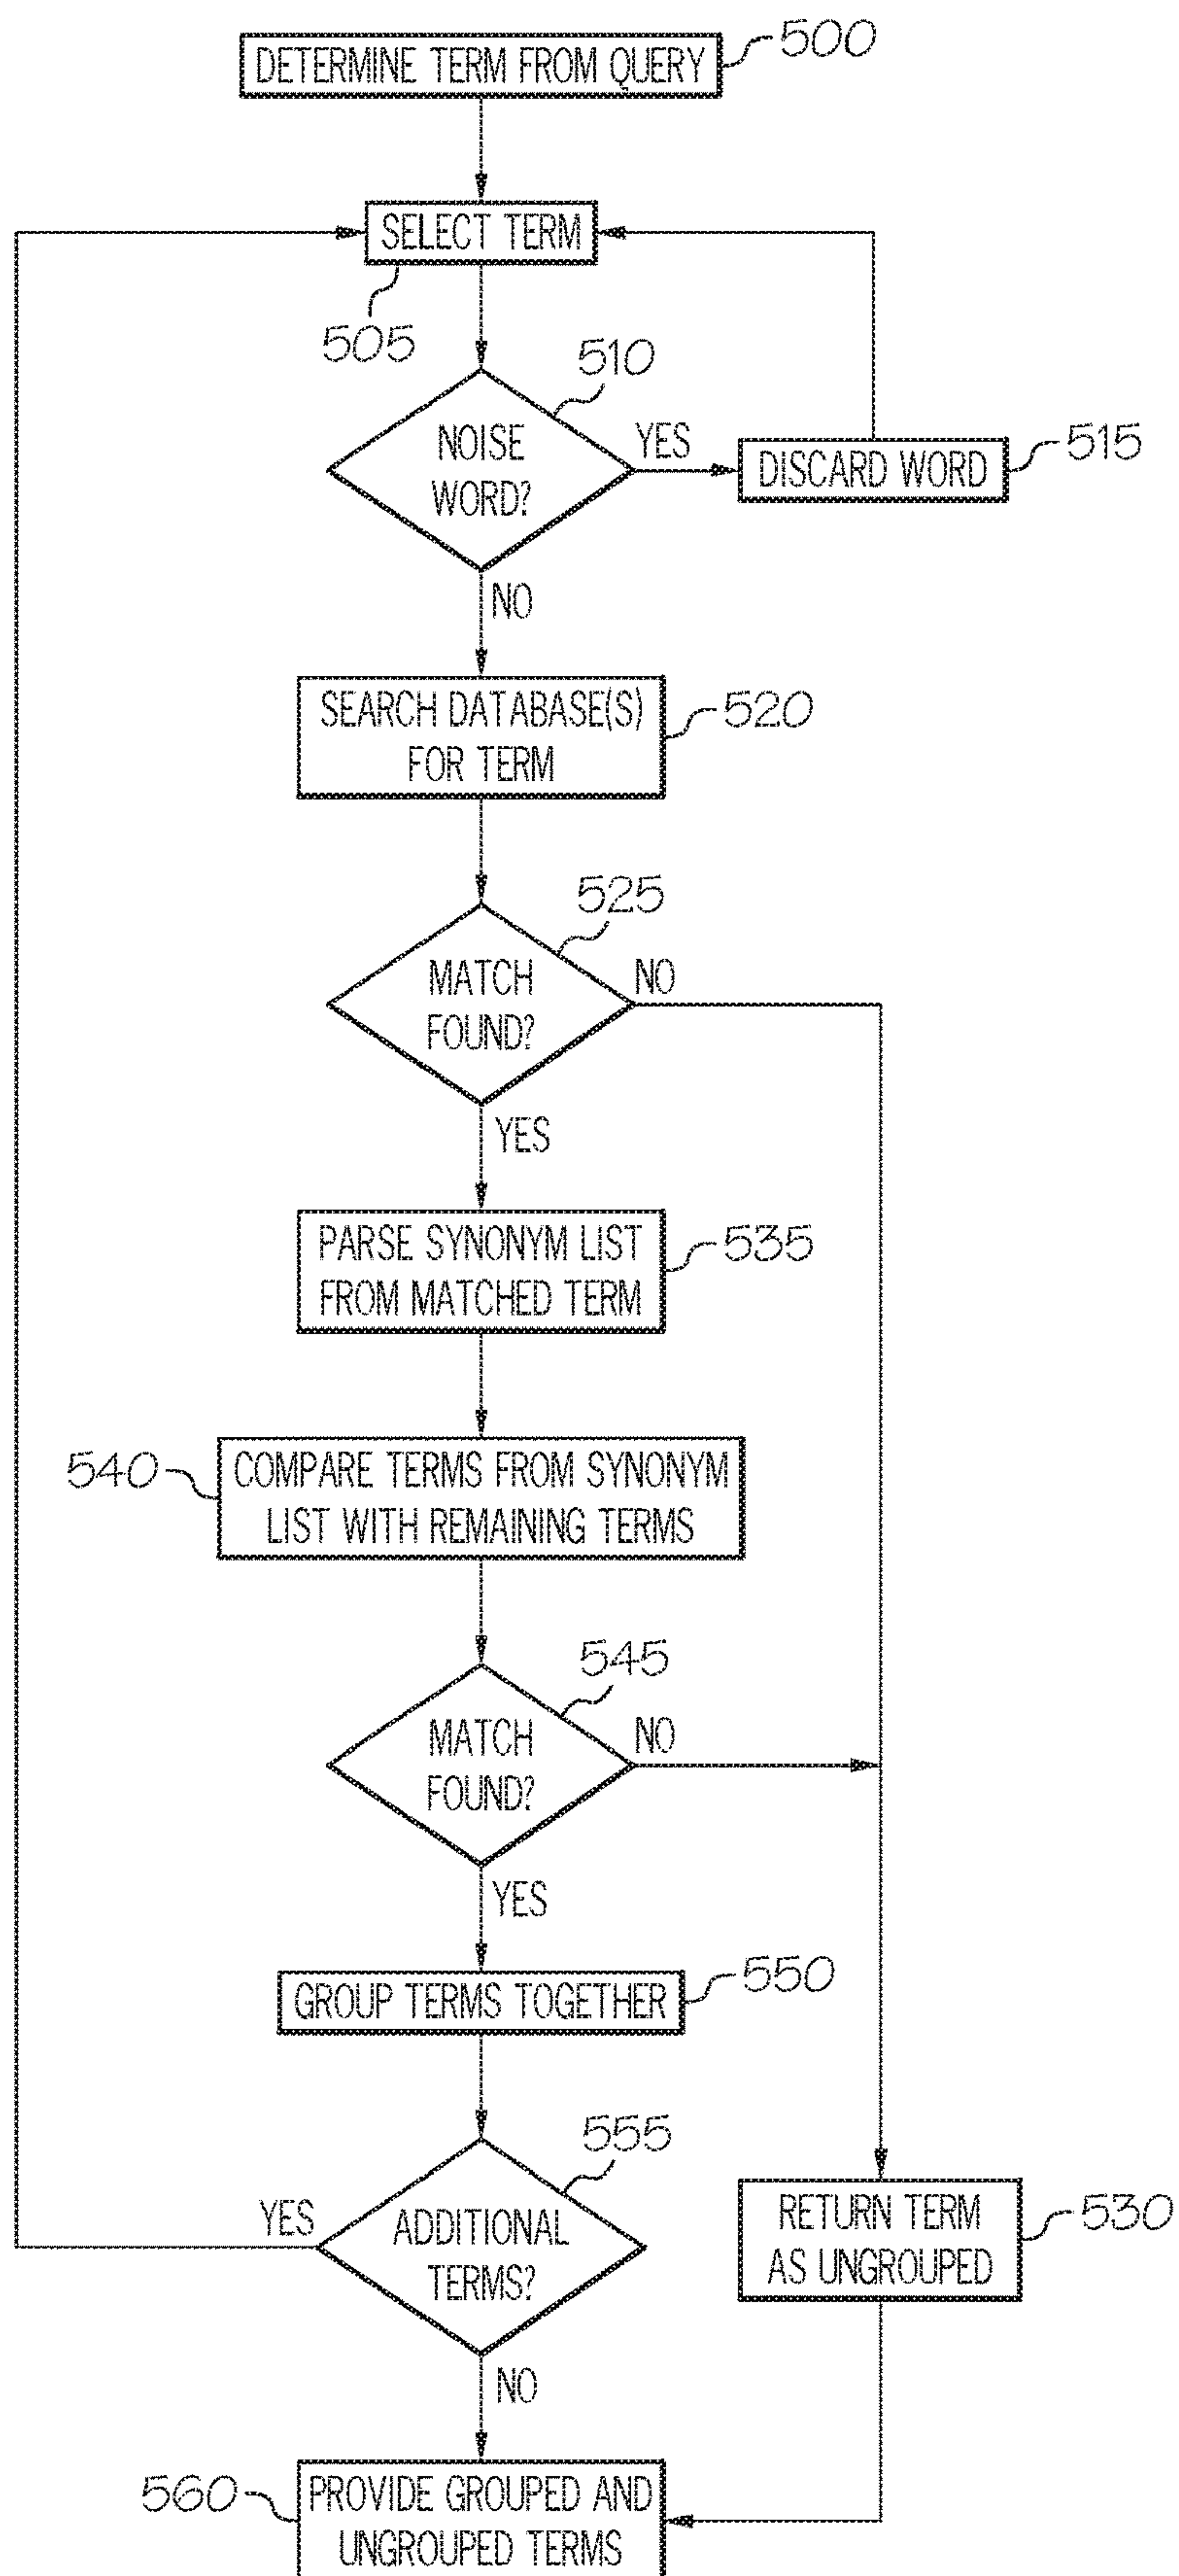 DETERMINE TERM FROM QUERY
500
SELECT TERM
505
510
NOISE
WORD?
YES
DISCARD WORD
515
NO
SEARCH DATABASE(S)
FOR TERM
520
525
MATCH
FOUND?
NO
YES
PARSE SYNONYM LIST
FROM MATCHED TERM
535
540
COMPARE TERMS FROM SYNONYM
LIST WITH REMAINING TERMS
545
MATCH
FOUND?
NO
YES
GROUP TERMS TOGETHER
550
555
YES
ADDITIONAL
TERMS?
RETURN TERM
AS UNGROUPED
530
NO
560
PROVIDE GROUPED AND
UNGROUPED TERMS